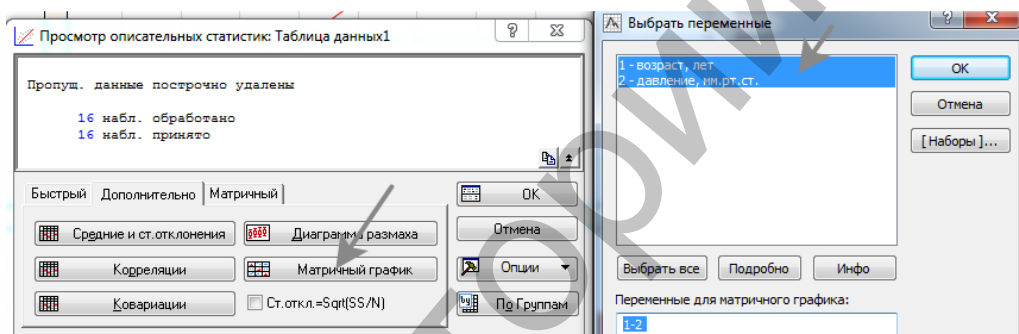 Просмотр описательных статистик: Таблица данных1
Пропущ. данные построчно удалены
16 набл. обработано
16 набл. принято
Быстрый Дополнительно Матричный
Средние и ст.отклонения Диаграмма размаха
Корреляции Матричный график
Ковариации Ст.откл.=Sqrt(SS/N)
ОК
Отмена
Опции
По Группам
Выбрать переменные
1 - возраст, лет
2 - давление, мм.рт.ст.
ОК
Отмена
[ Наборы ]...
Выбрать все Подробно Инфо
Переменные для матричного графика:
1-2